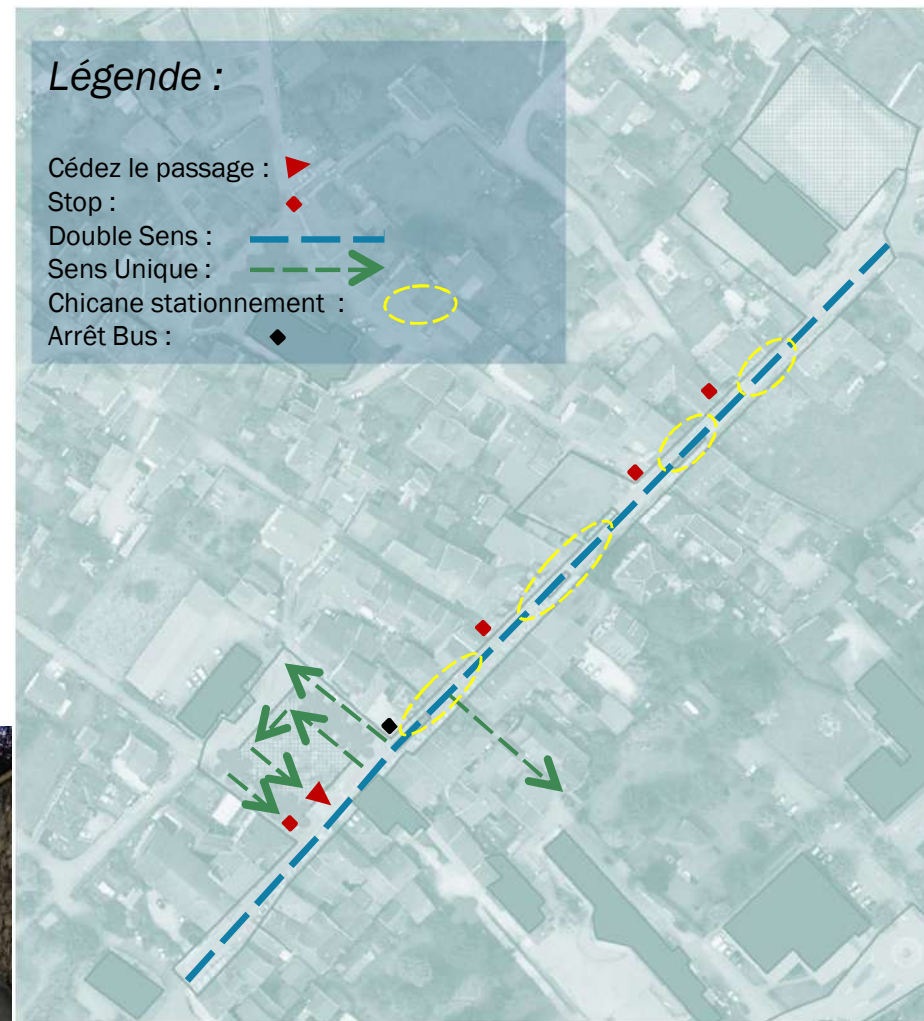 Légende :
Cédez le passage :
Stop :
Double Sens :
Sens Unique :
Chicane stationnement :
Arrêt Bus :